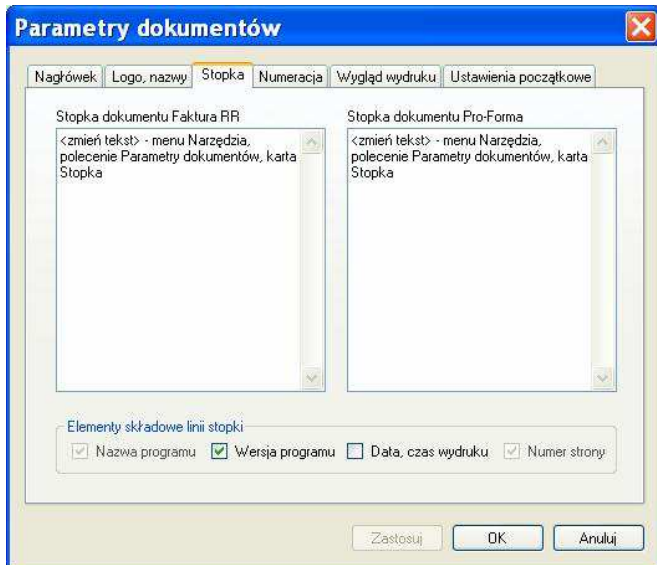 Parametry dokumentów
Nagłówek Logo, nazwy Stopka Numeracja Wygląd wydruku Ustawienia początkowe
Stopka dokumentu Faktura RR
<zmień tekst> - menu Narzędzia,
polecenie Parametry dokumentów, karta
Stopka
Stopka dokumentu Pro-Forma
<zmień tekst> - menu Narzędzia,
polecenie Parametry dokumentów, karta
Stopka
Elementy składowe linii stopki
Nazwa programu Wersja programu Data, czas wydruku Numer strony
Zastosuj OK Anuluj